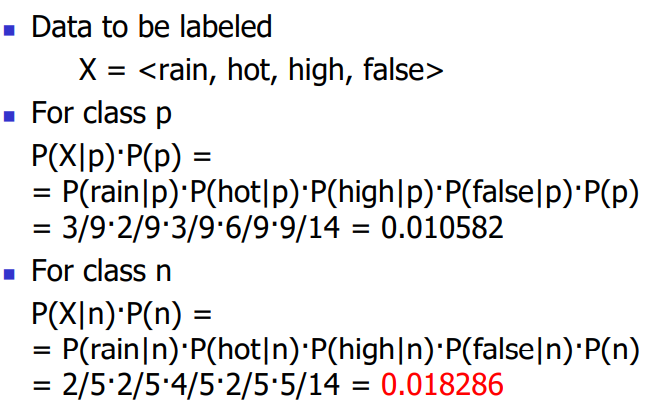 Data to be labeled
X = <rain, hot, high, false>
For class p
P(X|p)·P(p) =
= P(rain|p)·P(hot|p)·P(high|p)·P(false|p)·P(p)
= 3/9·2/9·3/9·6/9·9/14 = 0.010582
For class n
P(X|n)·P(n) =
= P(rain|n)·P(hot|n)·P(high|n)·P(false|n)·P(n)
= 2/5·2/5·4/5·2/5·5/14 = 0.018286